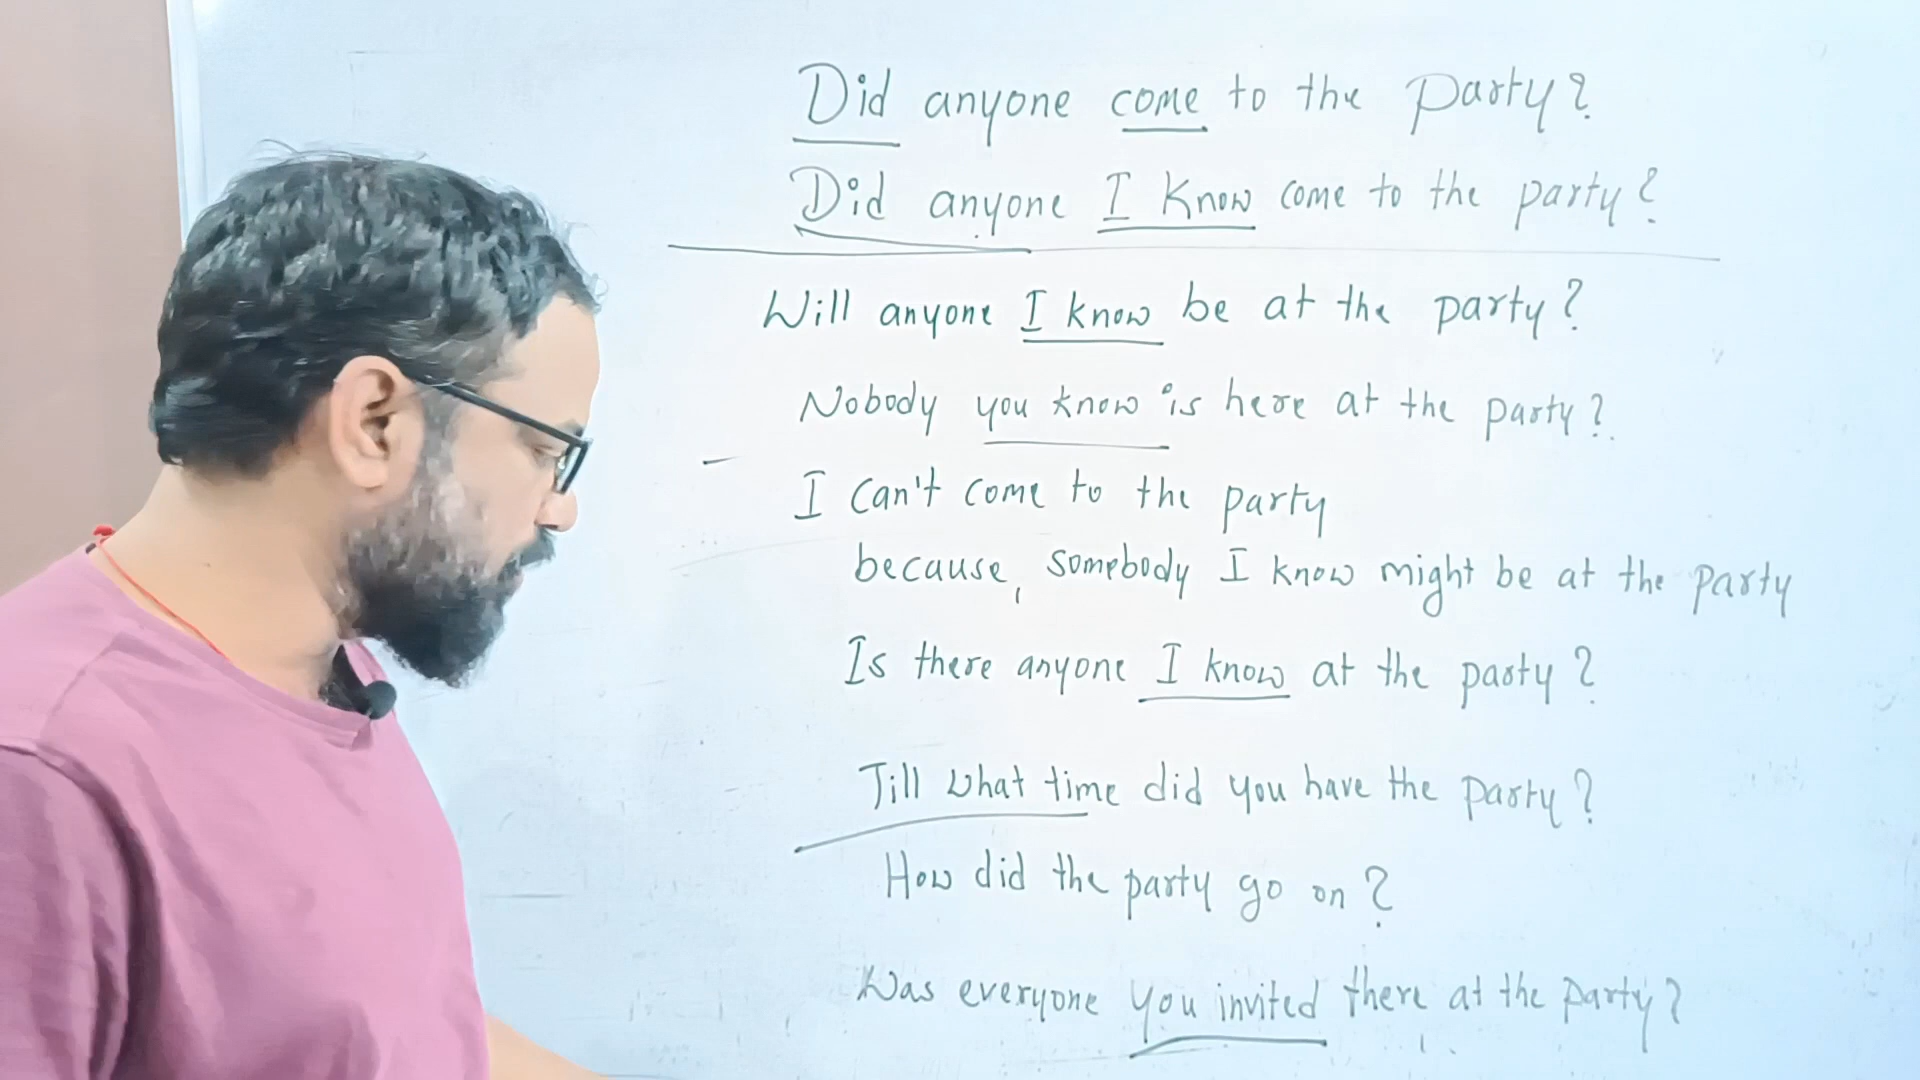 Did anyone come to the party?
Did anyone I know come to the party?
Will anyone I know be at the party?
Nobody you know is here at the party?
I can't come to the party
because, somebody I know might be at the party
Is there anyone I know at the party?
Till what time did you have the party?
How did the party go on?
Was everyone you invited there at the party?